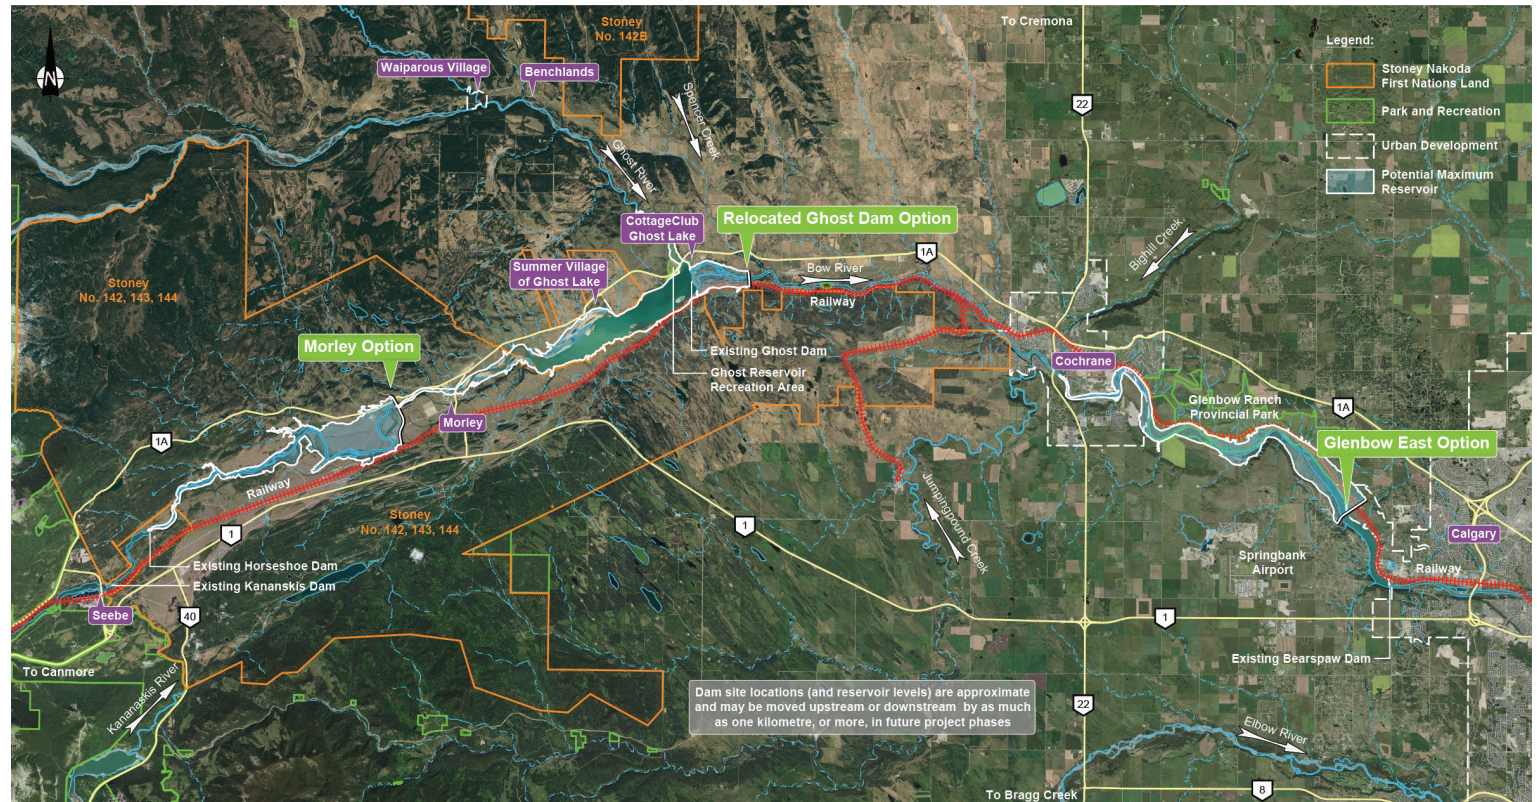 Stoney
No. 142B
To Cremona
Legend:
Waiparous Village
Benchlands
Stoney Nakoda
First Nations Land
N
22
Park and Recreation
Spencer Creek
Urban Development
Ghost River
Potential Maximum
Reservoir
CottageClub
Ghost Lake
Relocated Ghost Dam Option
Bighill Creek
1A
Summer Village
of Ghost Lake
Bow River
Railway
Stoney
No. 142, 143, 144
Morley Option
Existing Ghost Dam
Cochrane
Ghost Reservoir
Recreation Area
Glenbow Ranch
Provincial Park
1A
Morley
1A
Glenbow East Option
Railway
Jumpingpound Creek
Stoney
No. 142, 143, 144
1
1
Calgary
Springbank
Airport
Existing Horseshoe Dam
Railway
Existing Kananskis Dam
Seebe
40
1
Existing Bearspaw Dam
To Canmore
Kananaskis River
Dam site locations (and reservoir levels) are approximate
and may be moved upstream or downstream by as much
as one kilometre, or more, in future project phases
22
Elbow River
To Bragg Creek
8